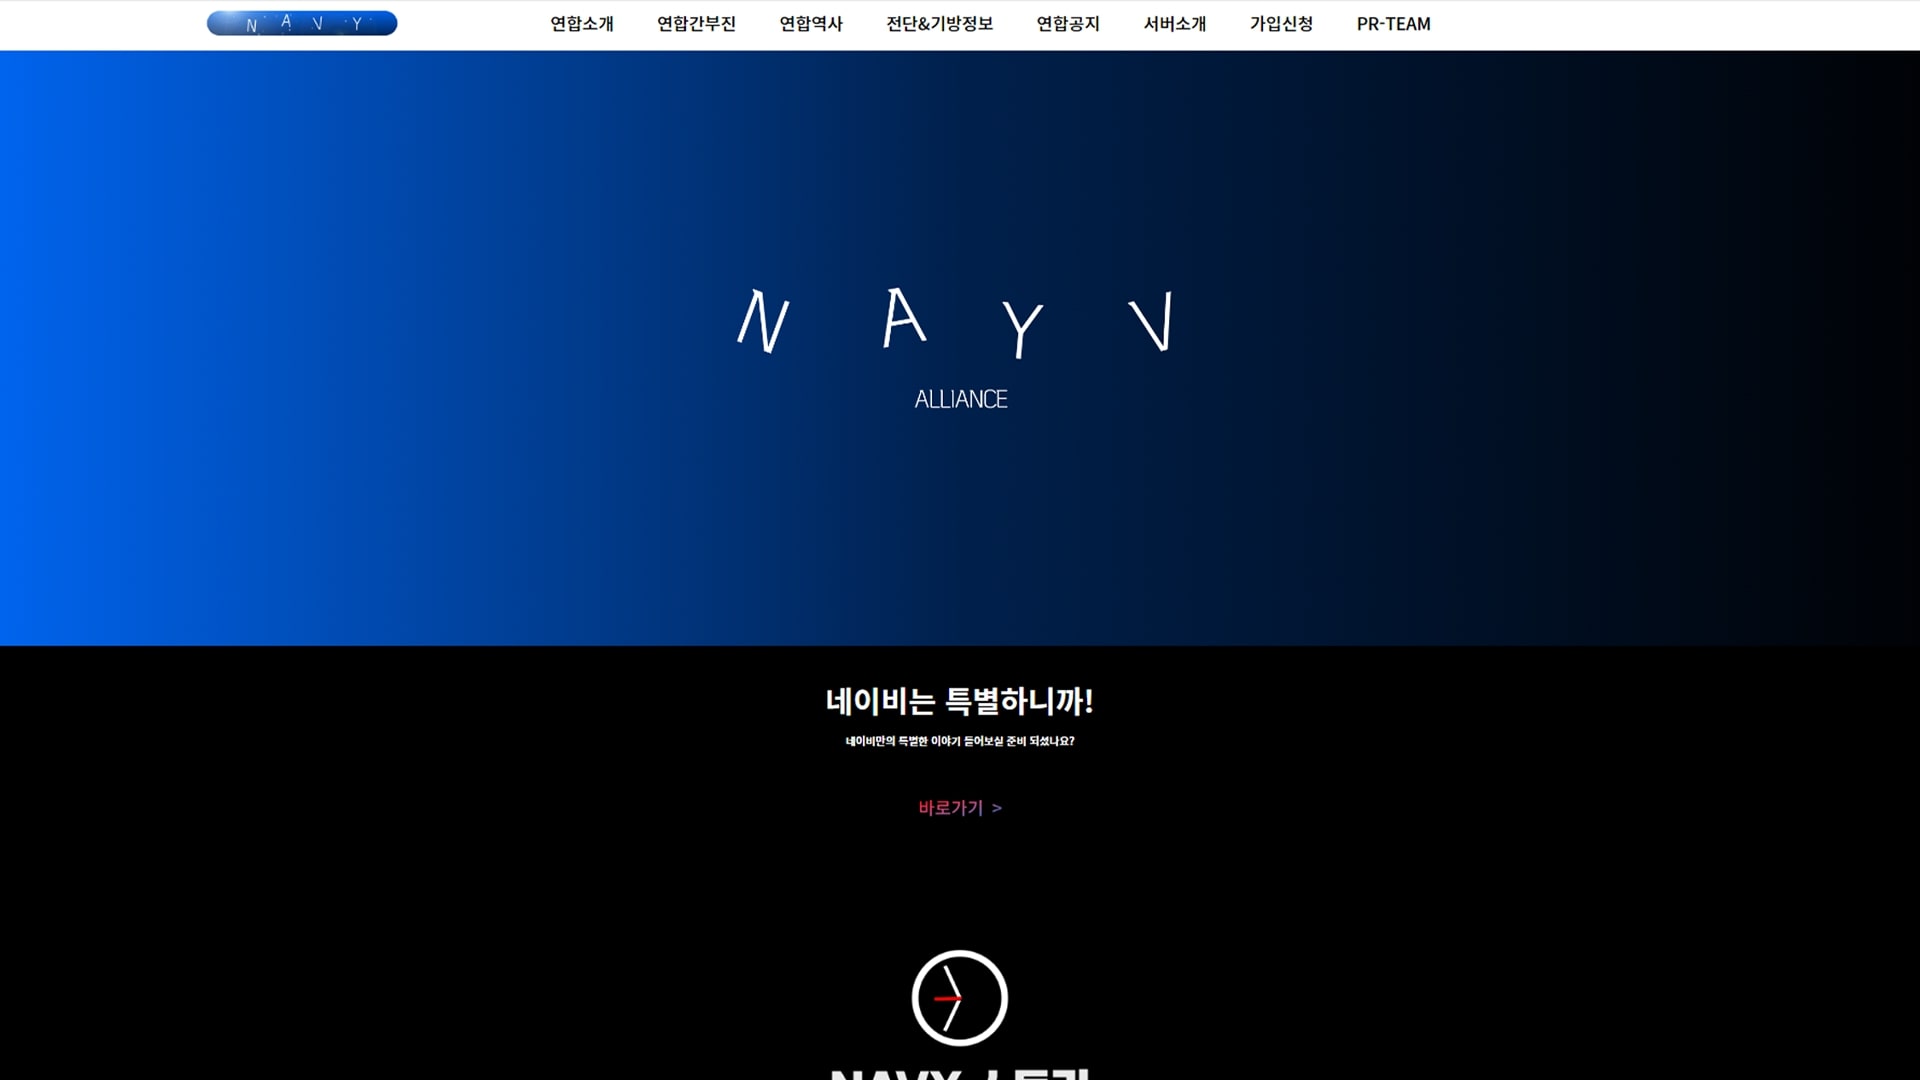 N A V Y
연합소개 연합간부진 연합역사 전단&기방정보 연합공지 서버소개 가입신청 PR-TEAM
N A Y V
ALLIANCE
네이비는 특별하니까!
네이비만의 특별한 이야기 들어보실 준비 되셨나요?
바로가기 >